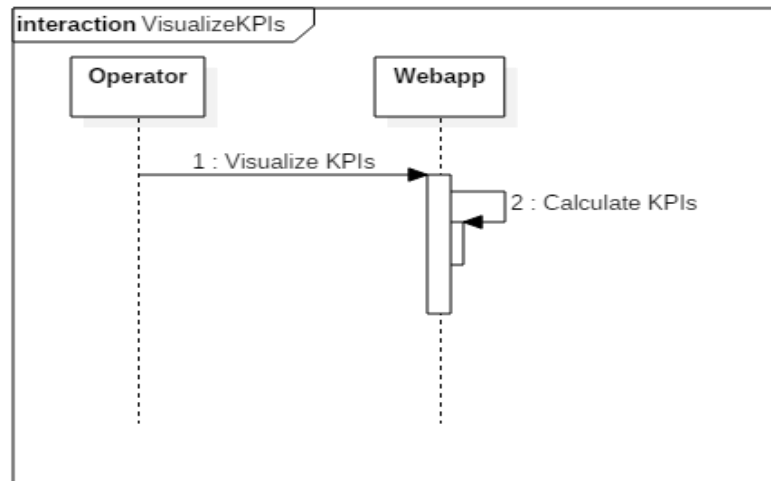 interaction VisualizeKPIs
Operator
Webapp
1 : Visualize KPIs
2 : Calculate KPIs